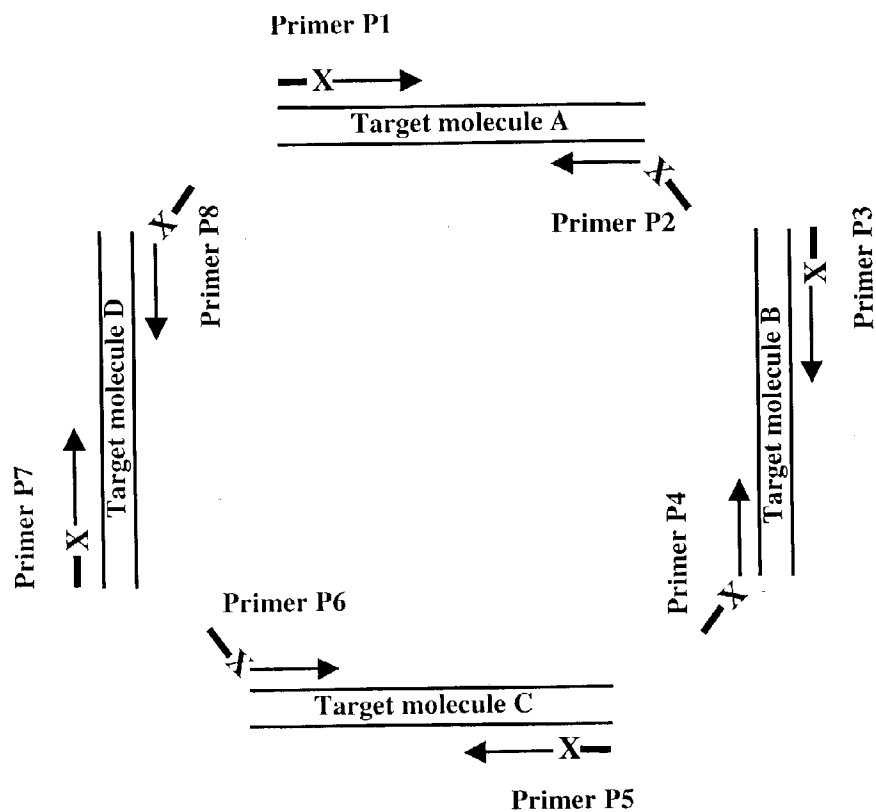 Primer P1
X
Target molecule A
X
Primer P2
X
Primer P8
Target molecule D
Primer P3
X
Target molecule B
Primer P7
X
Primer P4
X
Primer P6
X
Target molecule C
X
Primer P5